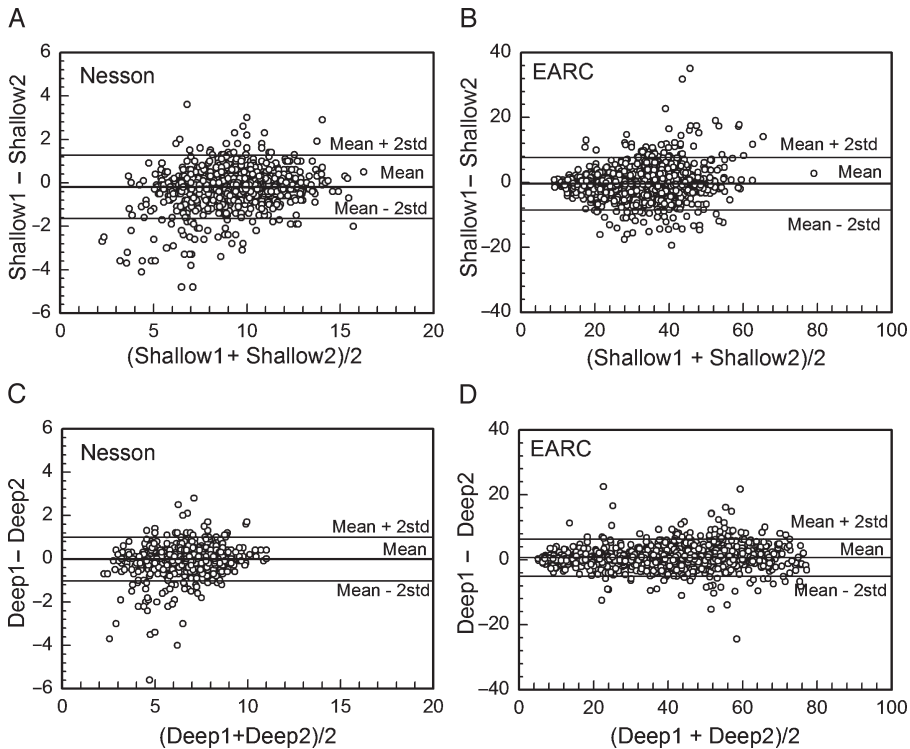 A
Nesson
6
4
2
0
−2
−4
−6
Shallow1 − Shallow2
Mean + 2std
Mean
Mean - 2std
0
5
10
15
20
(Shallow1+ Shallow2)/2
B
EARC
40
20
0
−20
−40
Shallow1− Shallow2
Mean + 2std
Mean
Mean - 2std
0
20
40
60
80
100
(Shallow1 + Shallow2)/2
C
Nesson
6
4
2
0
−2
−4
−6
Deep1− Deep2
Mean + 2std
Mean
Mean - 2std
0
5
10
15
20
(Deep1+Deep2)/2
D
EARC
40
20
0
−20
−40
Deep1 − Deep2
Mean + 2std
Mean
Mean - 2std
0
20
40
60
80
100
(Deep1 + Deep2)/2